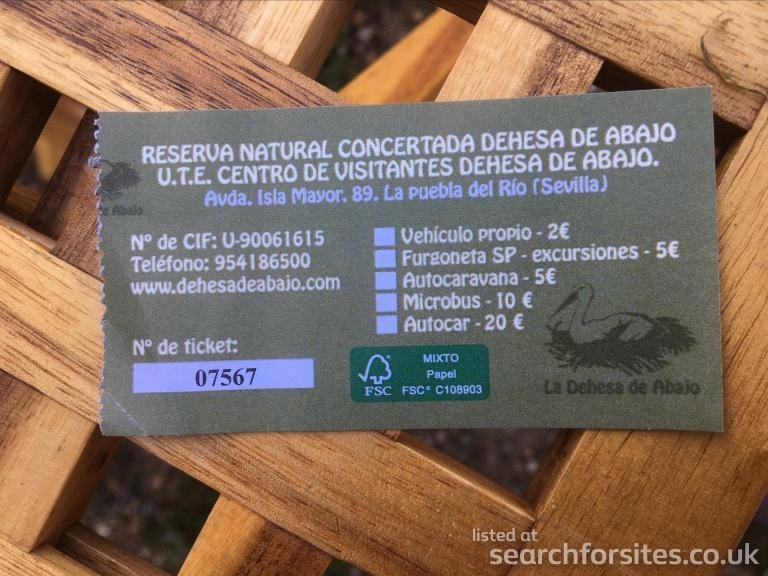 RESERVA NATURAL CONCERTADA DEHESA DE ABAJO
U.T.E. CENTRO DE VISITANTES DEHESA DE ABAJO.
Avda. Isla Mayor. 89. La puebla del Río (Sevilla)
e Abajo
Nº de CIF: U-90061615
Teléfono: 954186500
www.dehesadeabajo.com
Vehículo propio - 2€
Furgoneta SP - excursiones - 5€
Autocaravana - 5€
Microbus - 10 €
Autocar - 20 €
Nº de ticket:
07567
FSC
MIXTO
Papel
FSC® C108903
La Dehesa de Abajo
listed at
searchforsites.co.uk